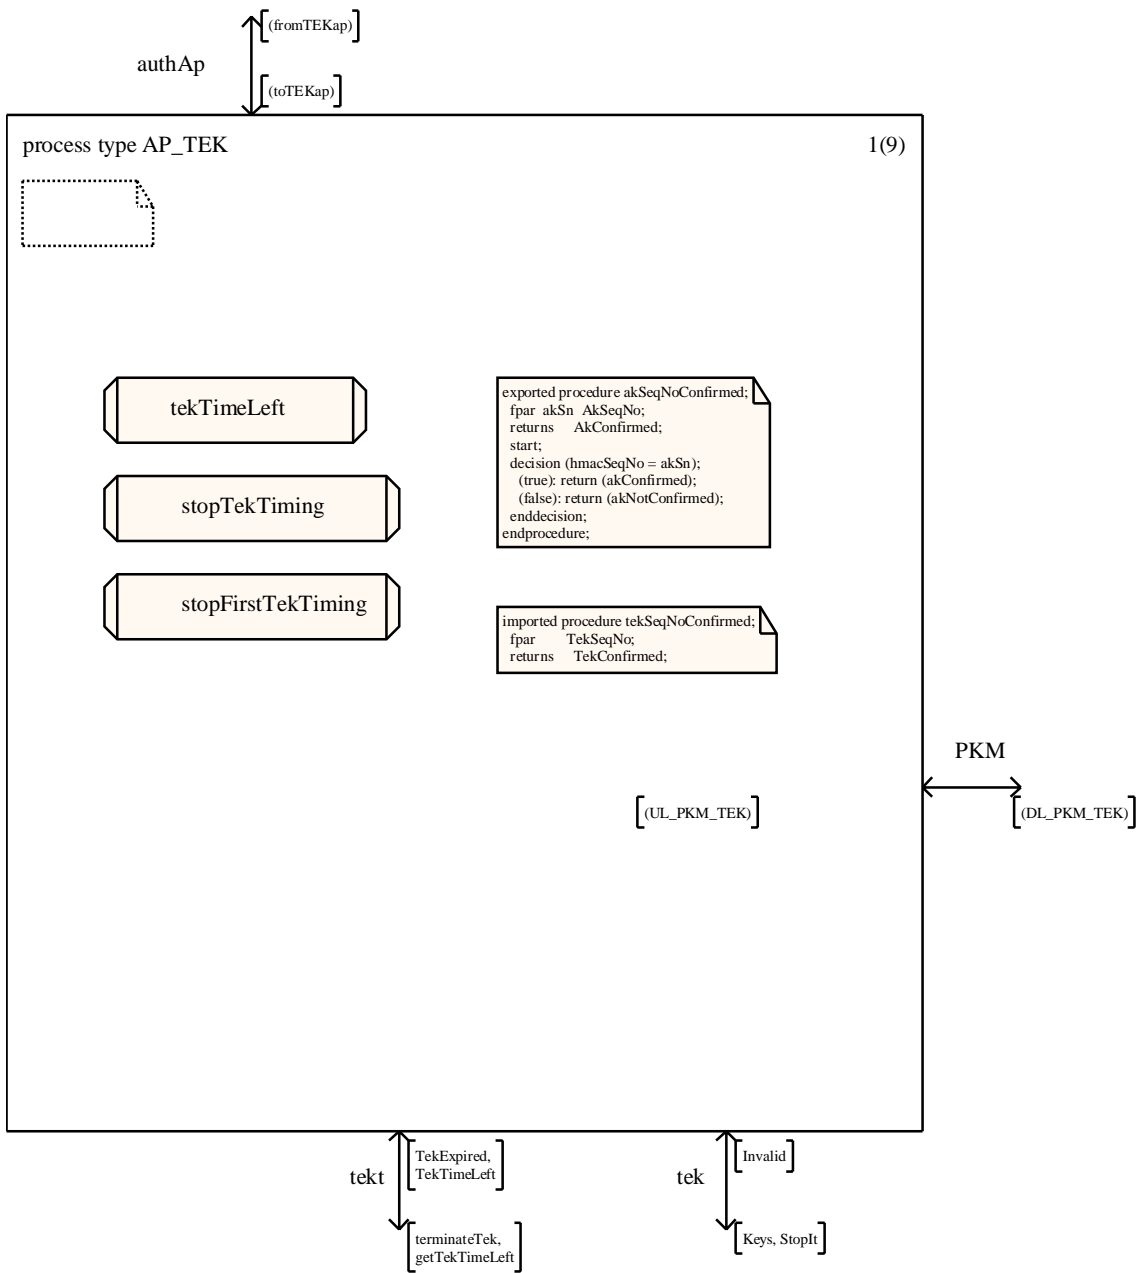 [(fromTEKap)]
authAp
[(toTEKap)]
process type AP_TEK
1(9)
tekTimeLeft
stopTekTiming
stopFirstTekTiming
exported procedure akSeqNoConfirmed;
fpar akSn AkSeqNo;
returns AkConfirmed;
start;
decision (hmacSeqNo = akSn);
(true): return (akConfirmed);
(false): return (akNotConfirmed);
enddecision;
endprocedure;
imported procedure tekSeqNoConfirmed;
fpar TekSeqNo;
returns TekConfirmed;
PKM
[(UL_PKM_TEK)]
[(DL_PKM_TEK)]
tekt
TekExpired,
TekTimeLeft
terminateTek,
getTekTimeLeft
tek
Invalid
Keys, StopIt